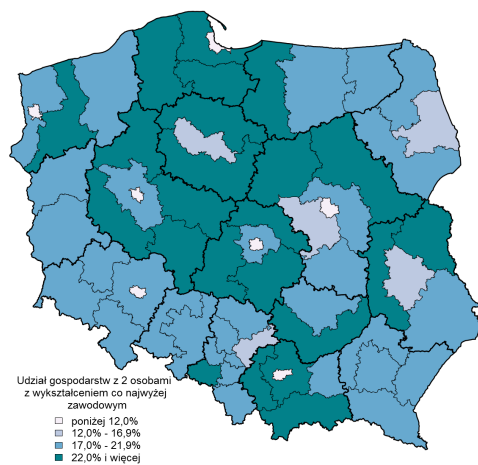 Udział gospodarstw z 2 osobami
z wykształceniem co najwyżej
zawodowym
poniżej 12,0%
12,0% - 16,9%
17,0% - 21,9%
22,0% i więcej